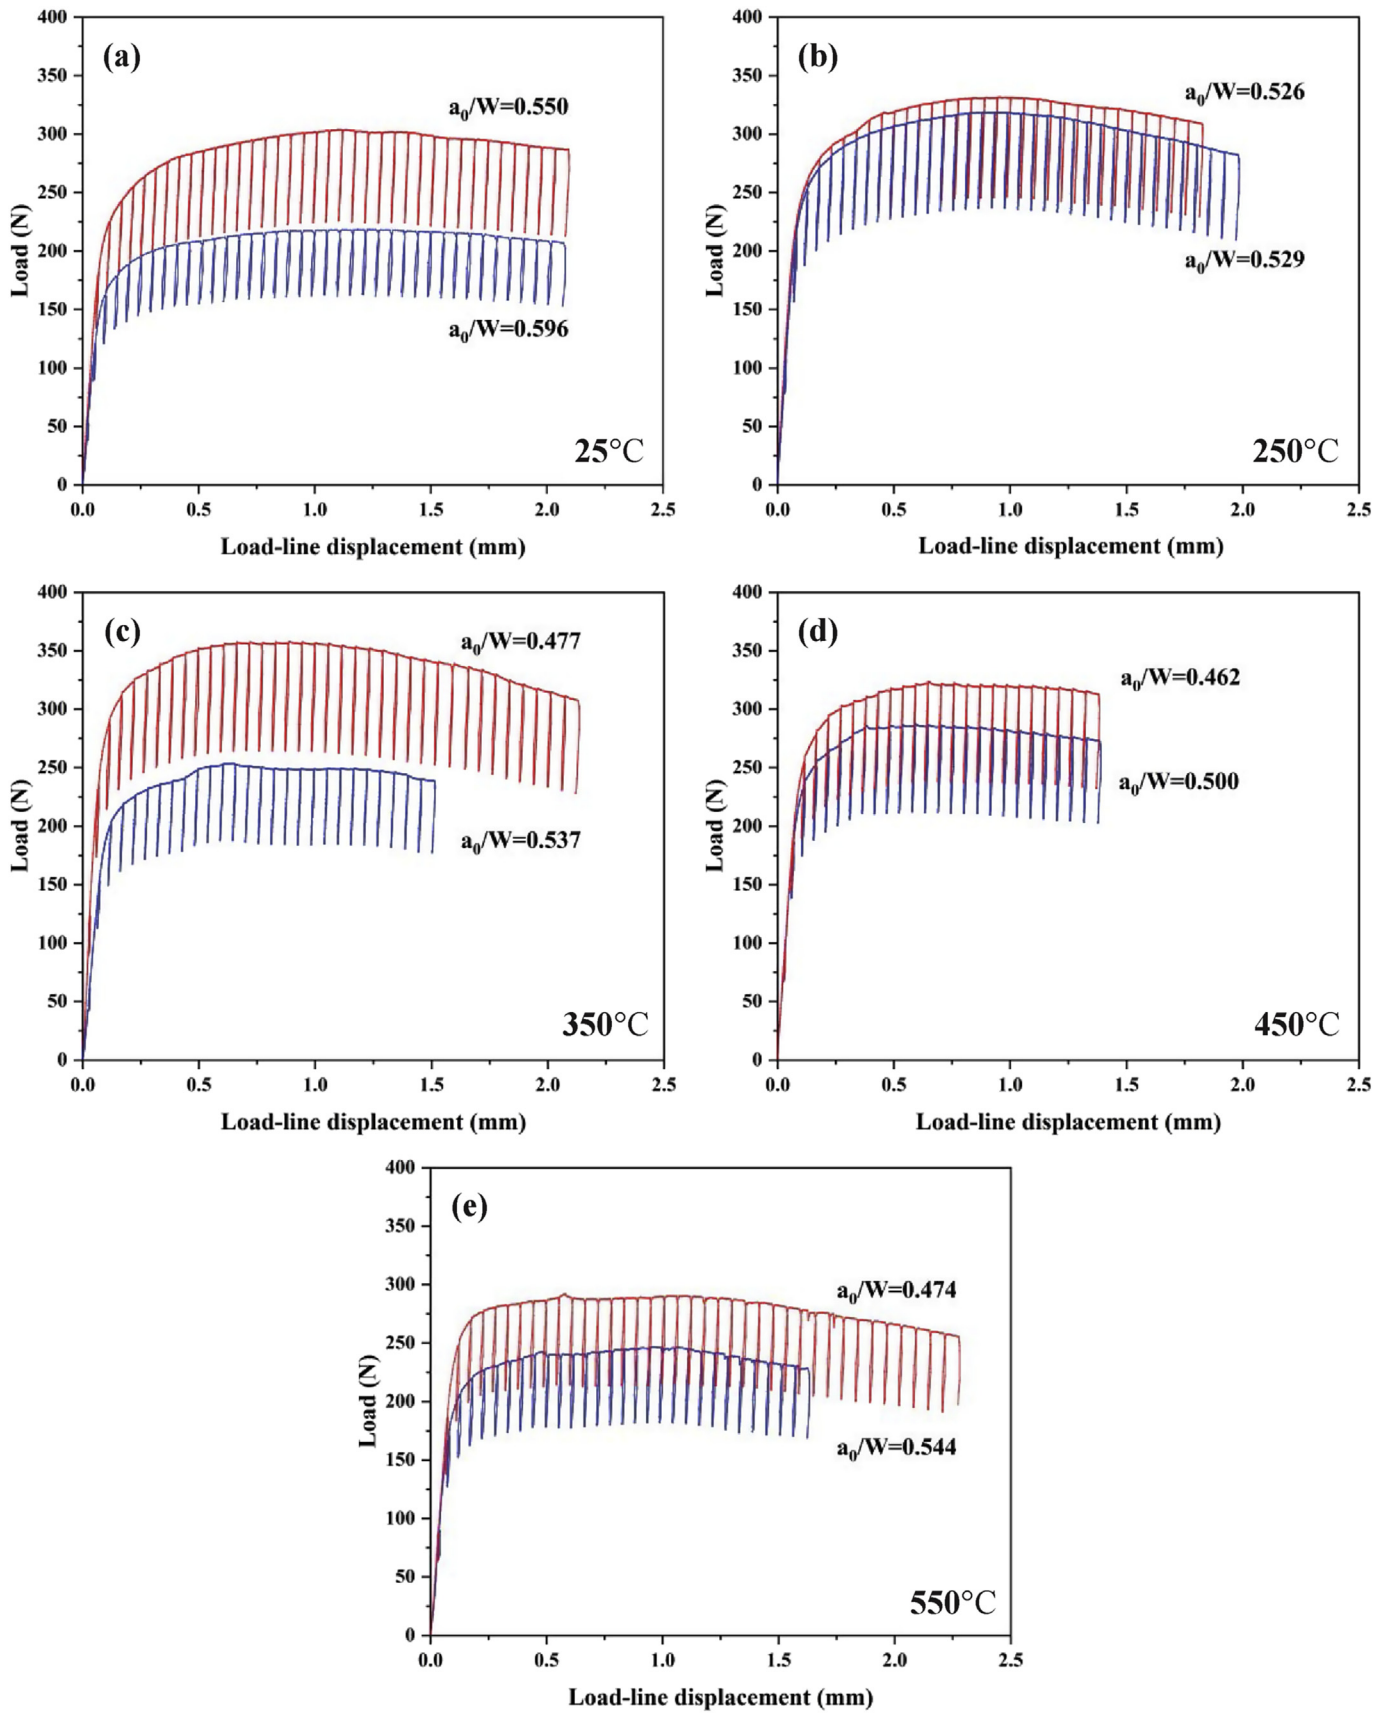 (a)
a0/W=0.550
a0/W=0.596
25°C
400
350
300
250
200
150
100
50
0
Load (N)
0.0 0.5 1.0 1.5 2.0 2.5
Load-line displacement (mm)
(b)
a0/W=0.526
a0/W=0.529
250°C
400
350
300
250
200
150
100
50
0
Load (N)
0.0 0.5 1.0 1.5 2.0 2.5
Load-line displacement (mm)
(c)
a0/W=0.477
a0/W=0.537
350°C
400
350
300
250
200
150
100
50
0
Load (N)
0.0 0.5 1.0 1.5 2.0 2.5
Load-line displacement (mm)
(d)
a0/W=0.462
a0/W=0.500
450°C
400
350
300
250
200
150
100
50
0
Load (N)
0.0 0.5 1.0 1.5 2.0 2.5
Load-line displacement (mm)
(e)
a0/W=0.474
a0/W=0.544
550°C
400
350
300
250
200
150
100
50
0
Load (N)
0.0 0.5 1.0 1.5 2.0 2.5
Load-line displacement (mm)